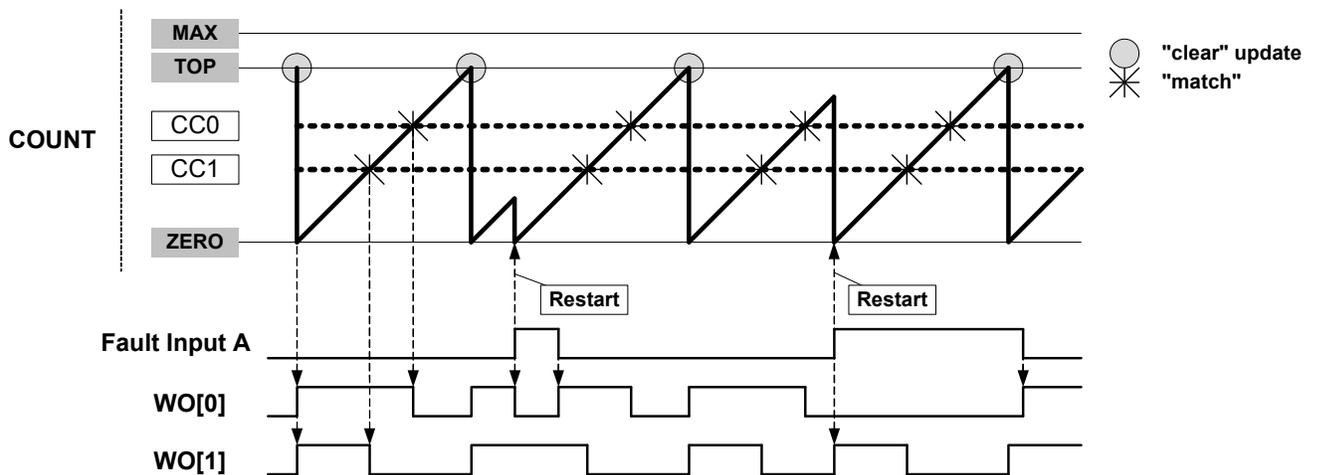 MAX
TOP
"clear" update
"match"
CC0
COUNT
CC1
ZERO
Restart
Restart
Fault Input A
WO[0]
WO[1]